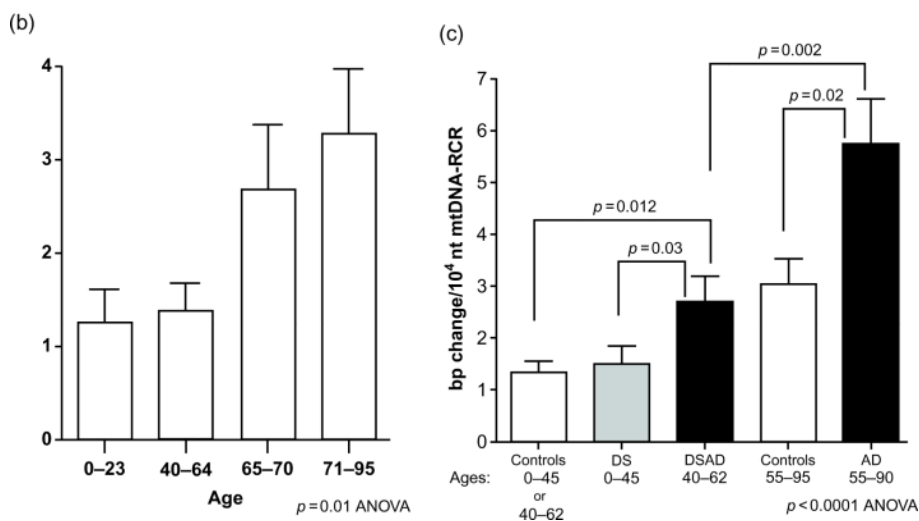 (b)
4
3
2
1
0
0–23 40–64 65–70 71–95
Age
p=0.01 ANOVA
(c)
bp change/10⁴ nt mtDNA-RCR
7
6
5
4
3
2
1
0
p=0.002
p=0.02
p=0.012
p=0.03
Controls DS DSAD Controls AD
Ages: 0–45 0–45 40–62 55–95 55–90
or
40–62
p<0.0001 ANOVA